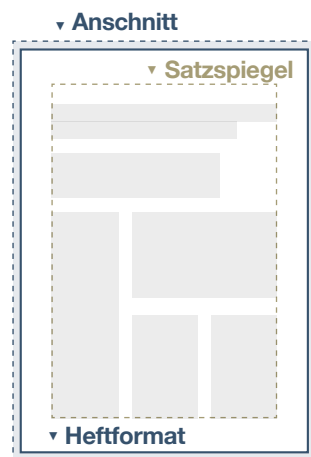 ▼ Anschnitt
▼ Satzspiegel
▼ Heftformat